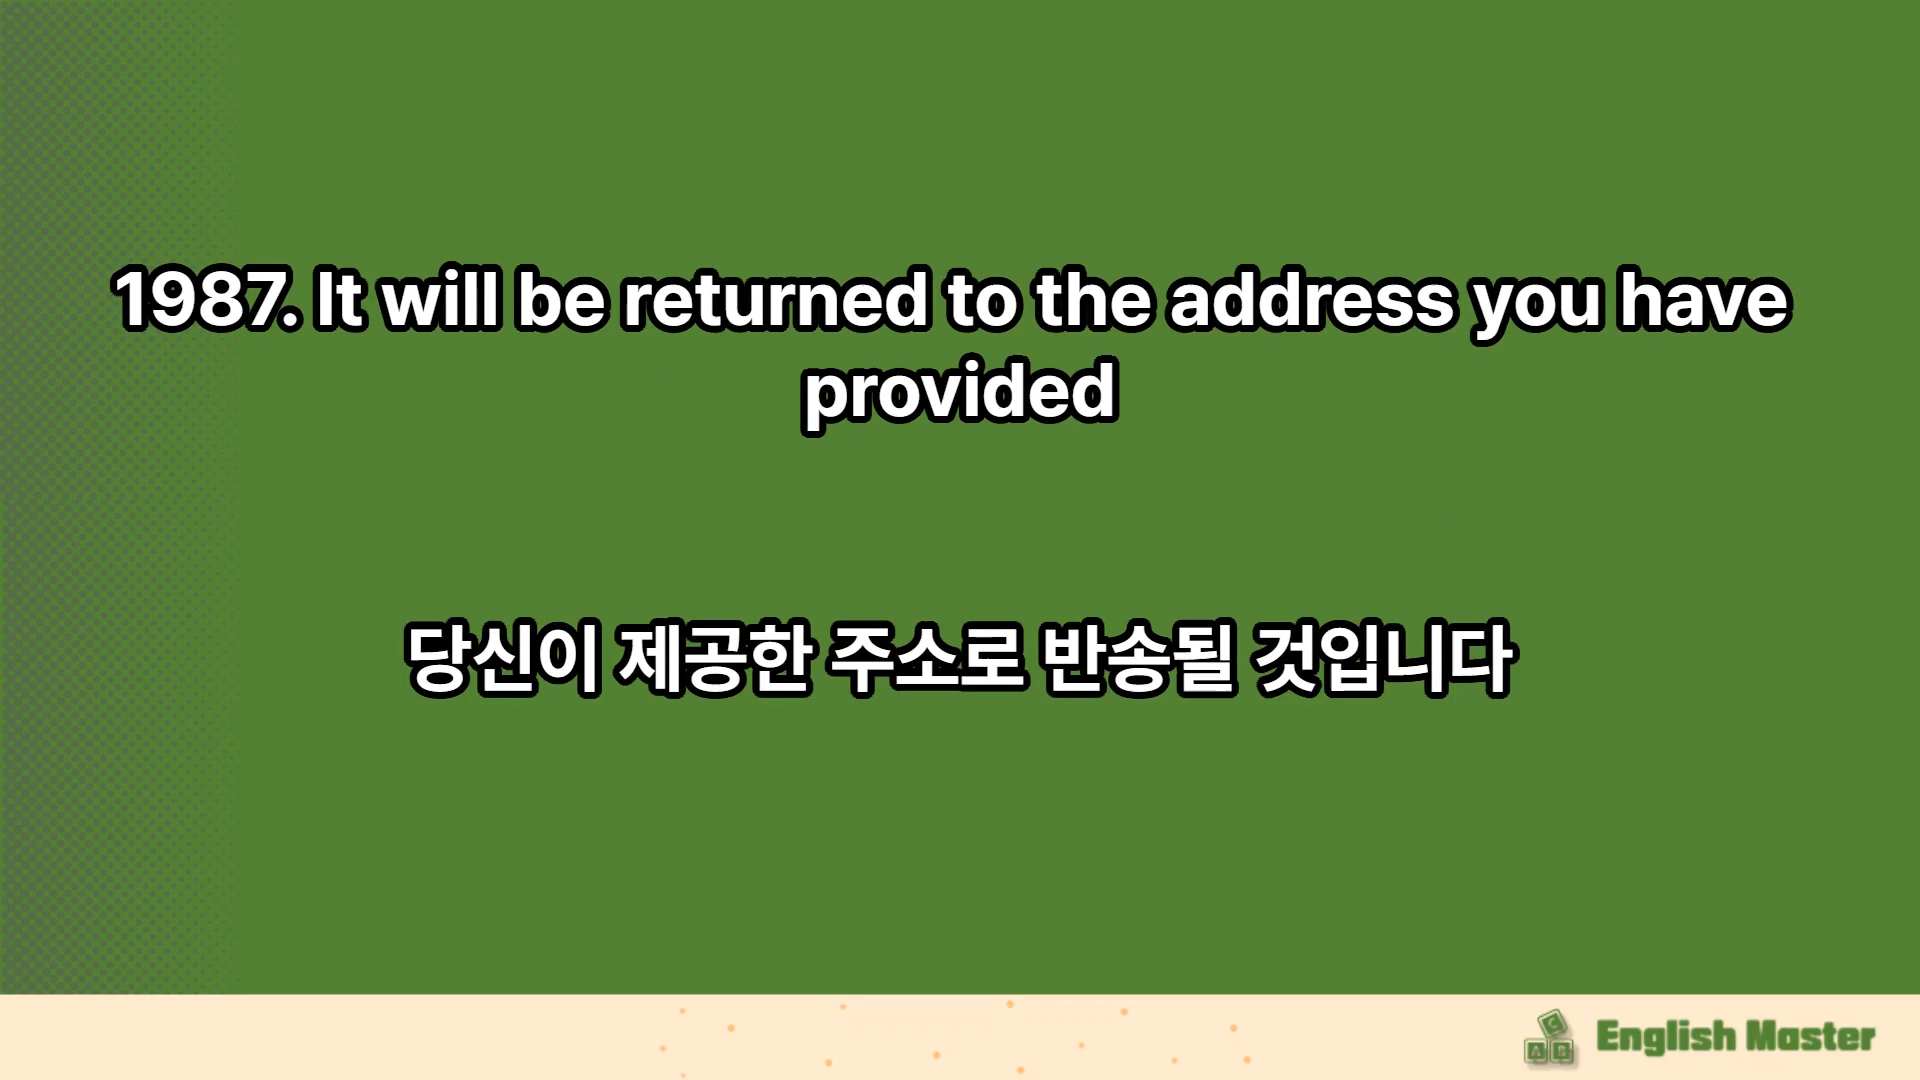 1987. It will be returned to the address you have
provided
당신이 제공한 주소로 반송될 것입니다
C
A B
English Master